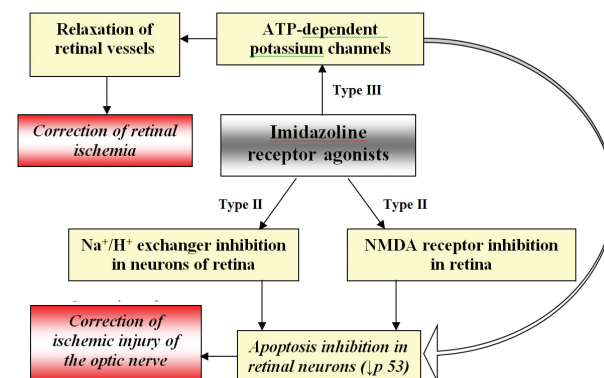 Relaxation of
retinal vessels
ATP-dependent
potassium channels
Type III
Correction of retinal
ischemia
Imidazoline
receptor agonists
Type II
Type II
Na⁺/H⁺ exchanger inhibition
in neurons of retina
NMDA receptor inhibition
in retina
Correction of
ischemic injury of
the optic nerve
Apoptosis inhibition in
retinal neurons (↓p 53)